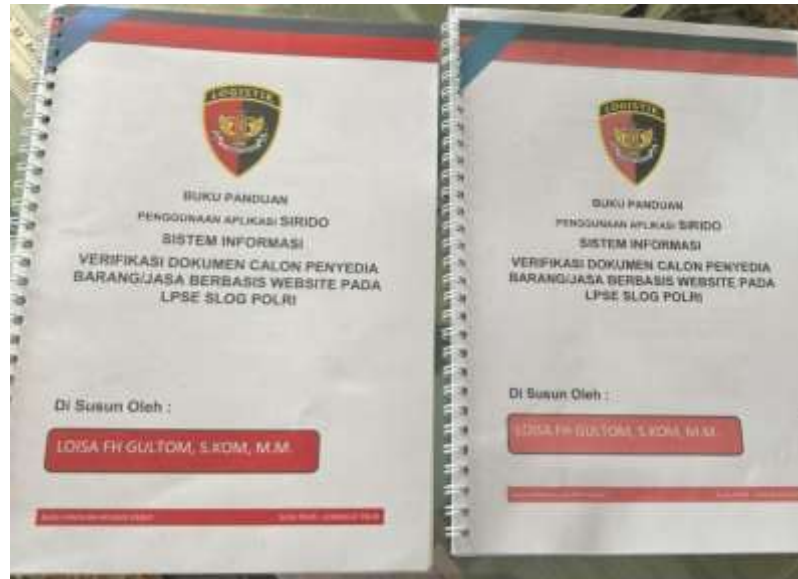 LOGISTIK
BUKU PANDUAN
PENGGUNAAN APLIKASI SIRIDO
SISTEM INFORMASI
VERIFIKASI DOKUMEN CALON PENYEDIA
BARANG/JASA BERBASIS WEBSITE PADA
LPSE SLOG POLRI
Di Susun Oleh :
LOISA FH GULTOM, S.KOM, M.M.
LOGISTIK
BUKU PANDUAN
PENGGUNAAN APLIKASI SIRIDO
SISTEM INFORMASI
VERIFIKASI DOKUMEN CALON PENYEDIA
BARANG/JASA BERBASIS WEBSITE PADA
LPSE SLOG POLRI
Di Susun Oleh :
LOISA FH GULTOM, S.KOM, M.M.